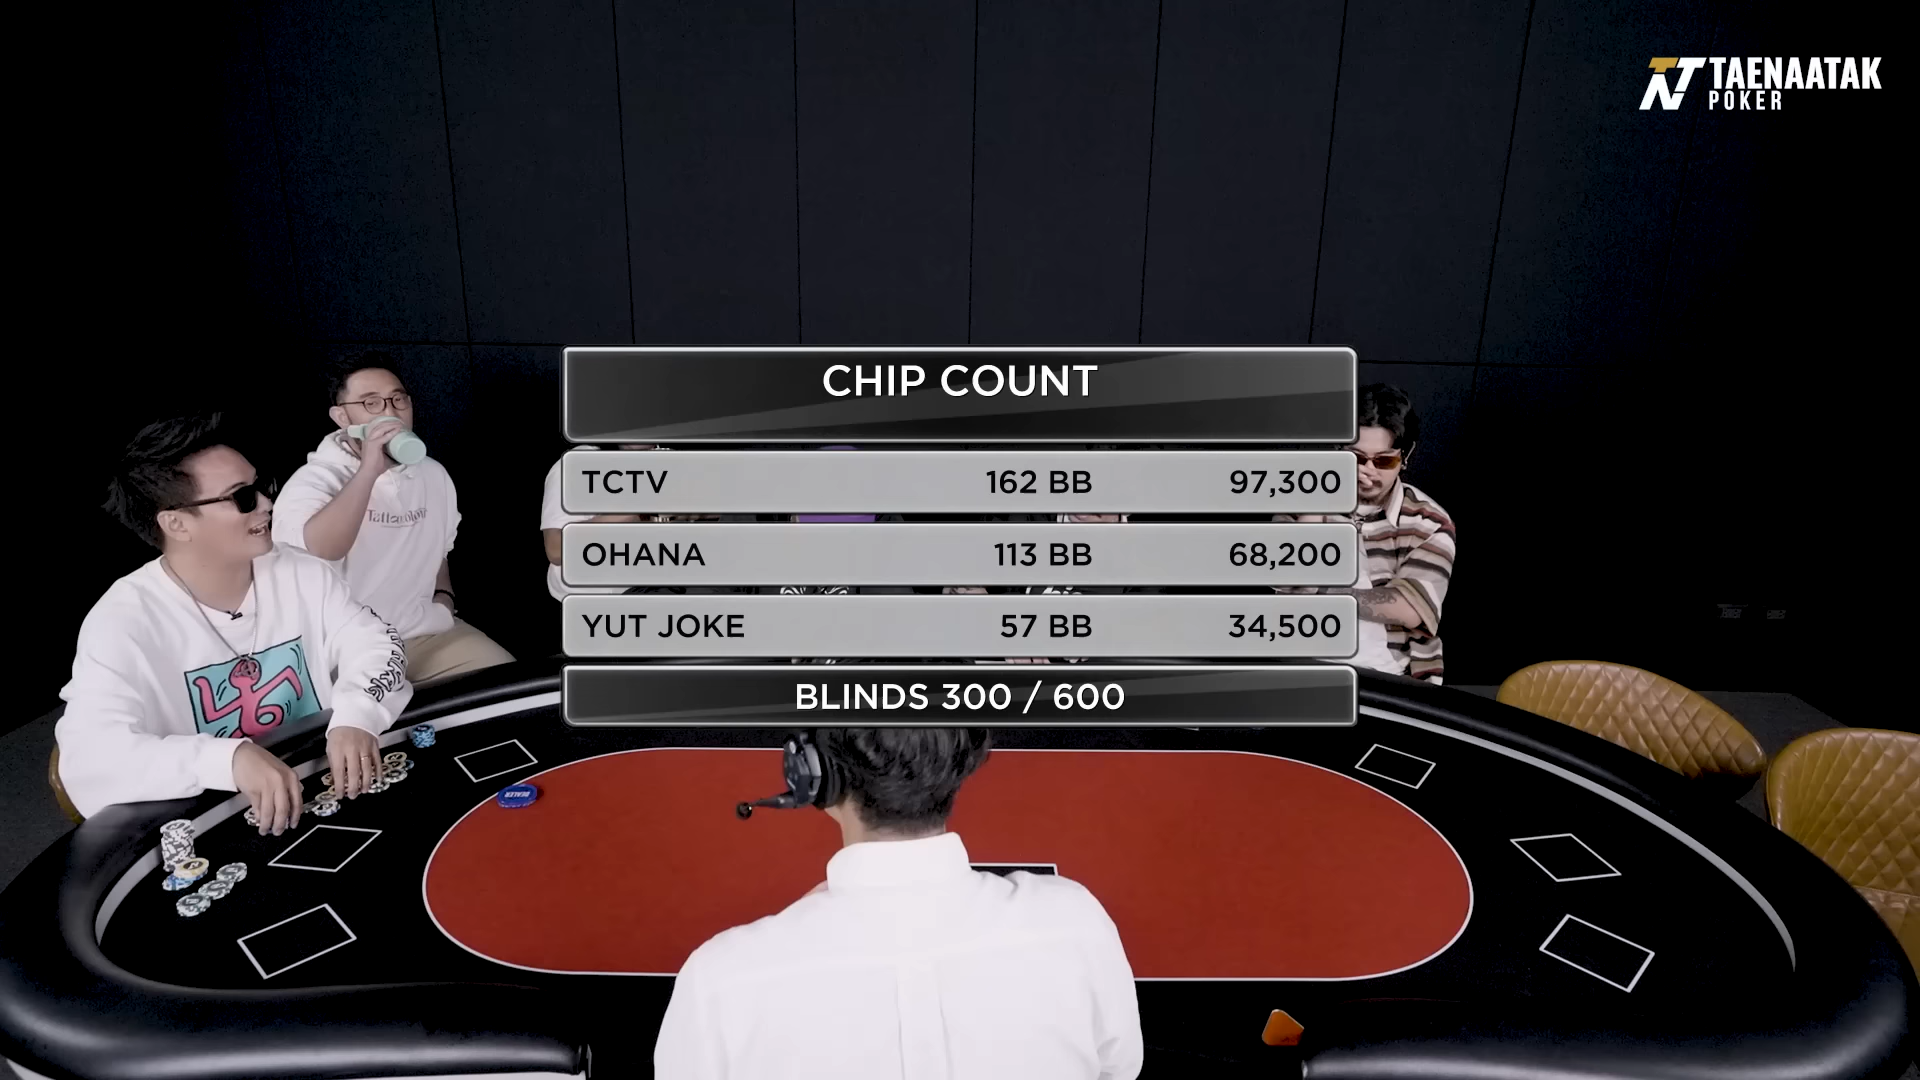 TAENAATAK
POKER
CHIP COUNT
TCTV 162 BB 97,300
OHANA 113 BB 68,200
YUT JOKE 57 BB 34,500
BLINDS 300 / 600
DEALER